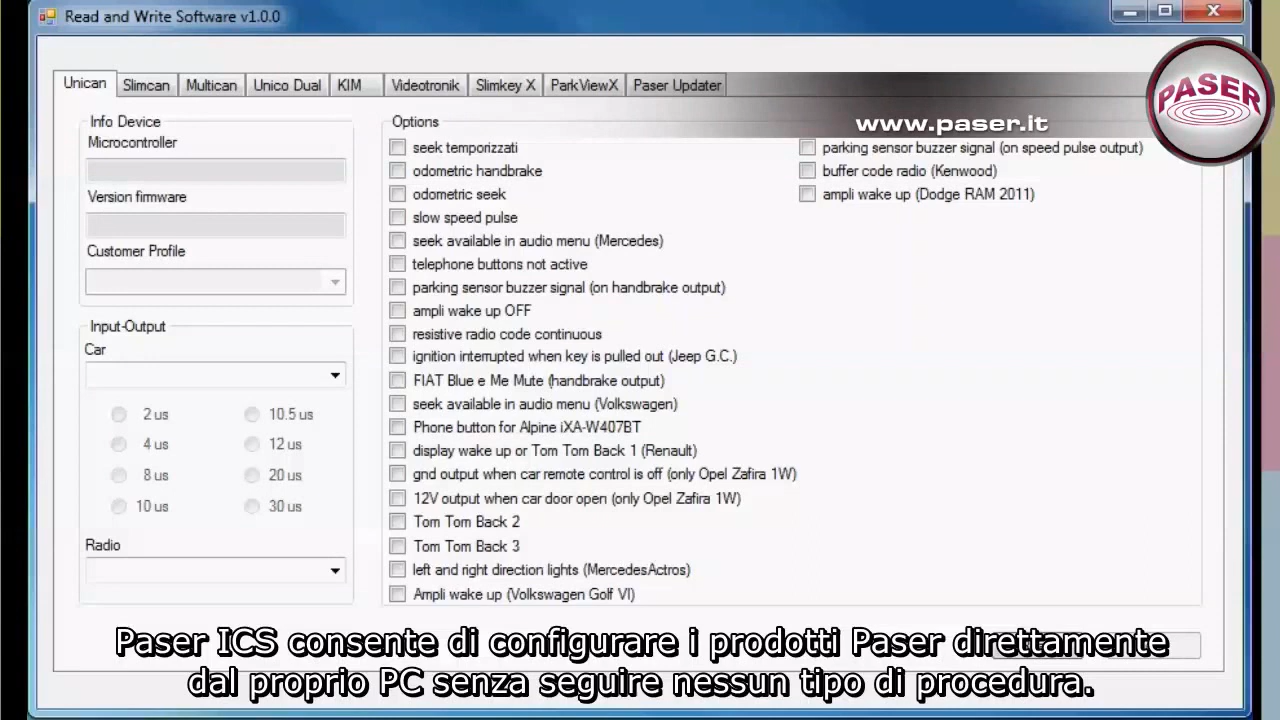 Read and Write Software v1.0.0
Unican Slimcan Multican Unico Dual KIM Videotronik Slimkey X ParkViewX Paser Updater
PASER
www.paser.it
Info Device
Microcontroller
Version firmware
Customer Profile
Input-Output
Car
2 us 10.5 us
4 us 12 us
8 us 20 us
10 us 30 us
Radio
Options
seek temporizzati
odometric handbrake
odometric seek
slow speed pulse
seek available in audio menu (Mercedes)
telephone buttons not active
parking sensor buzzer signal (on handbrake output)
ampli wake up OFF
resistive radio code continuous
ignition interrupted when key is pulled out (Jeep G.C.)
FIAT Blue e Me Mute (handbrake output)
seek available in audio menu (Volkswagen)
Phone button for Alpine iXA-W407BT
display wake up or Tom Tom Back 1 (Renault)
gnd output when car remote control is off (only Opel Zafira 1W)
12V output when car door open (only Opel Zafira 1W)
Tom Tom Back 2
Tom Tom Back 3
left and right direction lights (MercedesActros)
Ampli wake up (Volkswagen Golf VI)
parking sensor buzzer signal (on speed pulse output)
buffer code radio (Kenwood)
ampli wake up (Dodge RAM 2011)
Paser ICS consente di configurare i prodotti Paser direttamente
dal proprio PC senza seguire nessun tipo di procedura.